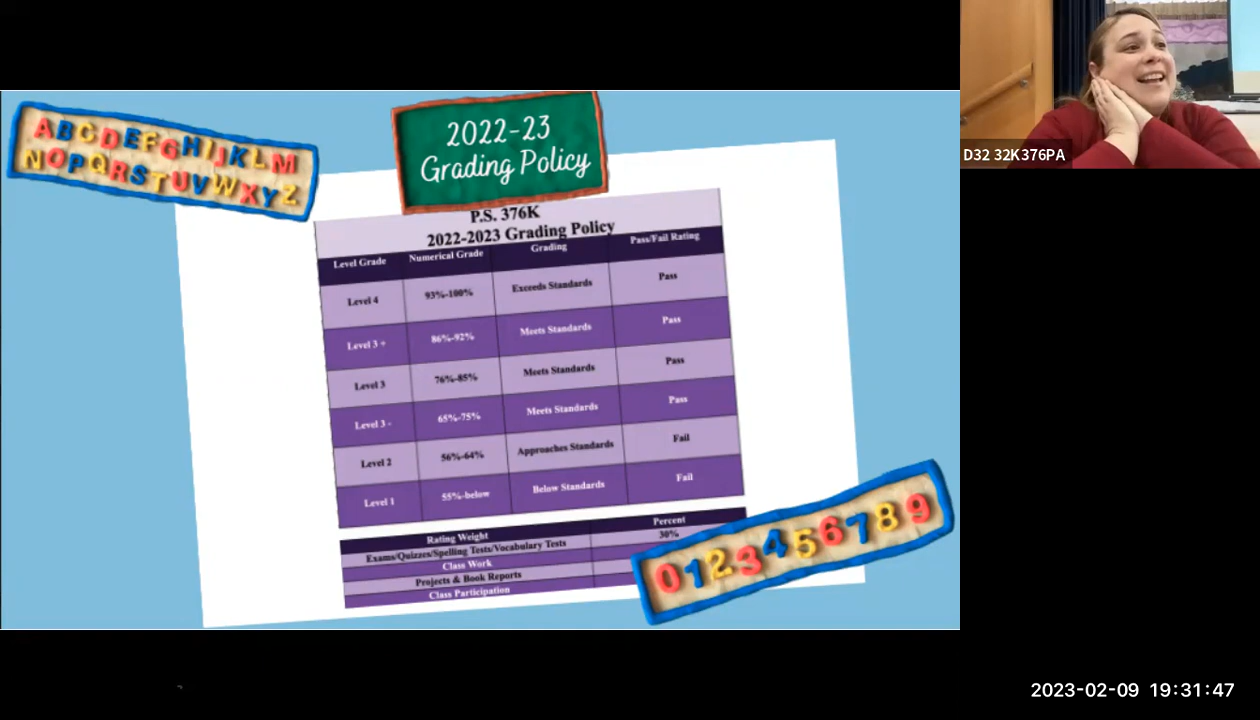 ABCDEFGHIJKLM
NOPQRSTUVWXYZ
2022-23
Grading Policy
P.S. 376K
2022-2023 Grading Policy
Level Grade Numerical Grade Grading Pass/Fail Rating
Level 4 93%-100% Exceeds Standards Pass
Level 3 + 86%-92% Meets Standards Pass
Level 3 76%-85% Meets Standards Pass
Level 3 - 65%-75% Meets Standards Pass
Level 2 56%-64% Approaches Standards Fail
Level 1 55%-below Below Standards Fail
Rating Weight Percent
Exams/Quizzes/Spelling Tests/Vocabulary Tests 30%
Class Work
Projects & Book Reports
Class Participation
0123456789
D32 32K376PA
2023-02-09 19:31:47